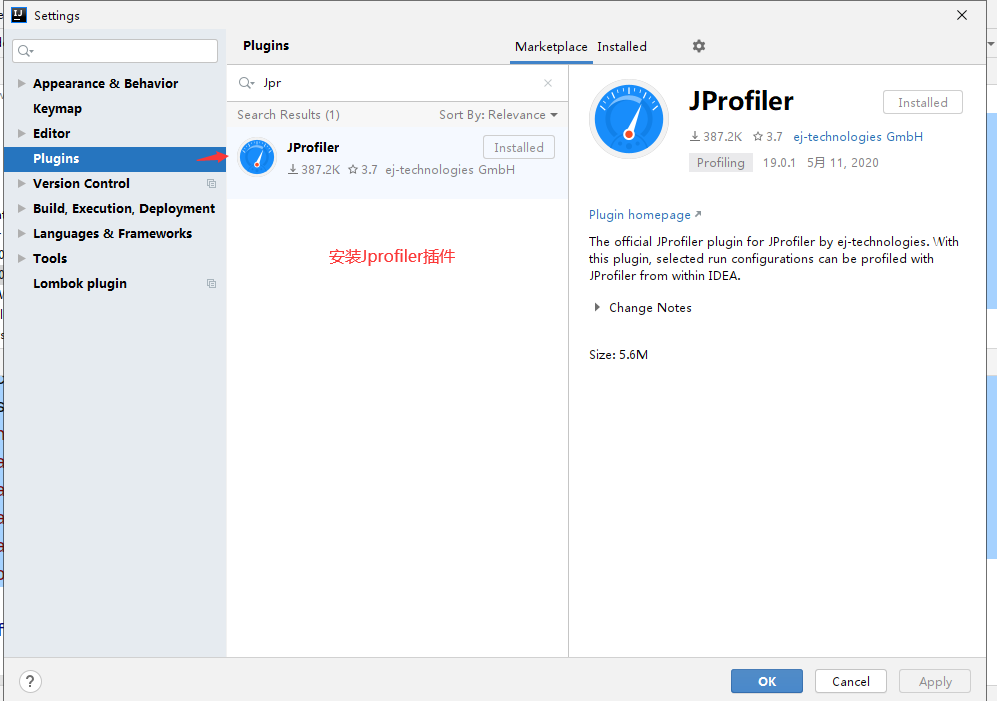 Settings
Appearance & Behavior
Keymap
Editor
Plugins
Version Control
Build, Execution, Deployment
Languages & Frameworks
Tools
Lombok plugin
Plugins
Marketplace
Installed
Jpr
Search Results (1)
Sort By: Relevance
JProfiler
Installed
387.2K
3.7
ej-technologies GmbH
安装Jprofiler插件
JProfiler
Installed
387.2K
3.7
ej-technologies GmbH
Profiling
19.0.1
5月 11, 2020
Plugin homepage
The official JProfiler plugin for JProfiler by ej-technologies. With
this plugin, selected run configurations can be profiled with
JProfiler from within IDEA.
Change Notes
Size: 5.6M
?
OK
Cancel
Apply